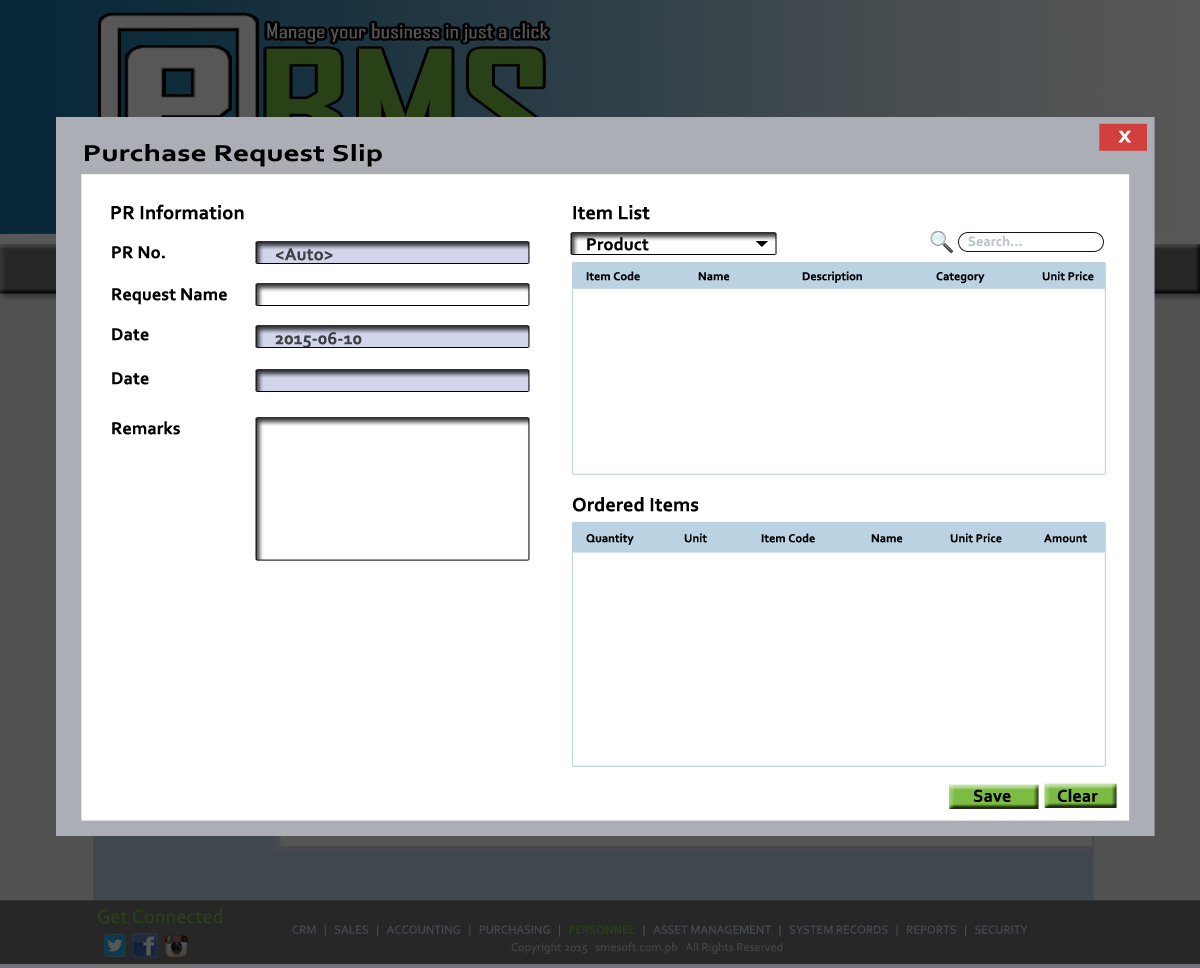 Manage your business in just a click
eBMS
Purchase Request Slip
X
PR Information
PR No.
<Auto>
Request Name
Date
2015-06-10
Date
Remarks
Item List
Product
Search...
Item Code Name Description Category Unit Price
Ordered Items
Quantity Unit Item Code Name Unit Price Amount
Save Clear
Get Connected
CRM | SALES | ACCOUNTING | PURCHASING | PERSONNEL | ASSET MANAGEMENT | SYSTEM RECORDS | REPORTS | SECURITY
Copyright 2015 smesoft.com.ph All Rights Reserved